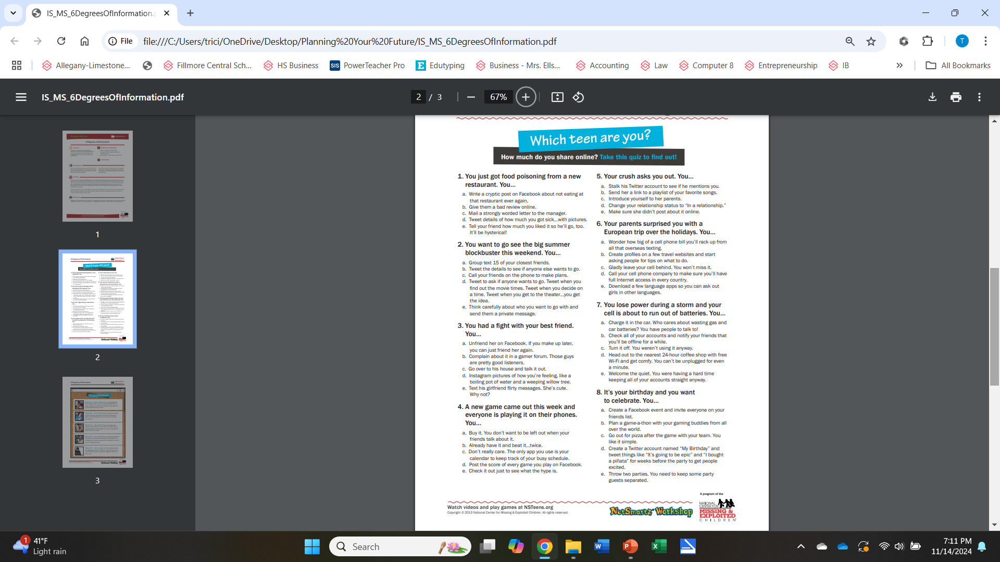 IS_MS_6DegreesOfInformation.p
File
file:///C:/Users/trici/OneDrive/Desktop/Planning%20Your%20Future/IS_MS_6DegreesOfInformation.pdf
T
Allegany-Limestone...
Fillmore Central Sch...
HS Business
SIS
PowerTeacher Pro
E
Edutyping
Business - Mrs. Ells...
Accounting
Law
Computer 8
Entrepreneurship
IB
All Bookmarks
IS_MS_6DegreesOfInformation.pdf
2 / 3
67%
1
2
3
Which teen are you?
How much do you share online? Take this quiz to find out!
1. You just got food poisoning from a new
restaurant. You...
a. Write a cryptic post on Facebook about not eating at
that restaurant ever again.
b. Give them a bad review online.
c. Mail a strongly worded letter to the manager.
d. Tweet details of how much you got sick...with pictures.
e. Tell your friend how much you liked it so he'll go, too.
It'll be hysterical!
2. You want to go see the big summer
blockbuster this weekend. You...
a. Group text 15 of your closest friends.
b. Tweet the details to see if anyone else wants to go.
c. Call your friends on the phone to make plans.
d. Tweet to ask if anyone wants to go. Tweet when you
find out the movie times. Tweet when you decide on
a time. Tweet when you get to the theater...you get
the idea.
e. Think carefully about who you want to go with and
send them a private message.
3. You had a fight with your best friend.
You...
a. Unfriend her on Facebook. If you make up later,
you can just friend her again.
b. Complain about it in a gamer forum. Those guys
are pretty good listeners.
c. Go over to his house and talk it out.
d. Instagram pictures of how you're feeling, like a
boiling pot of water and a weeping willow tree.
e. Text his girlfriend flirty messages. She's cute.
Why not?
4. A new game came out this week and
everyone is playing it on their phones.
You...
a. Buy it. You don't want to be left out when your
friends talk about it.
b. Already have it and beat it...twice.
c. Don't really care. The only app you use is your
calendar to keep track of your busy schedule.
d. Post the score of every game you play on Facebook.
e. Check it out just to see what the hype is.
5. Your crush asks you out. You...
a. Stalk his Twitter account to see if he mentions you.
b. Send her a link to a playlist of your favorite songs.
c. Introduce yourself to her parents.
d. Change your relationship status to "In a relationship."
e. Make sure she didn't post about it online.
6. Your parents surprised you with a
European trip over the holidays. You...
a. Wonder how big of a cell phone bill you'll rack up from
all that overseas texting.
b. Create profiles on a few travel websites and start
asking people for tips on what to do.
c. Gladly leave your cell behind. You won't miss it.
d. Call your cell phone company to make sure you'll have
full Internet access in every country.
e. Download a few language apps so you can ask out
girls in other languages.
7. You lose power during a storm and your
cell is about to run out of batteries. You...
a. Charge it in the car. Who cares about wasting gas and
car batteries? You have people to talk to!
b. Check all of your accounts and notify your friends that
you'll be offline for a while.
c. Turn it off. You weren't using it anyway.
d. Head out to the nearest 24-hour coffee shop with free
Wi-Fi and get comfy. You can't be unplugged for even
a minute.
e. Welcome the quiet. You were having a hard time
keeping all of your accounts straight anyway.
8. It's your birthday and you want
to celebrate. You...
a. Create a Facebook event and invite everyone on your
friends list.
b. Plan a game-a-thon with your gaming buddies from all
over the world.
c. Go out for pizza after the game with your team. You
like it simple.
d. Create a Twitter account named "My Birthday" and
tweet things like "It's going to be epic" and "I bought
a piñata" for weeks before the party to get people
excited.
e. Throw two parties. You need to keep some party
guests separated.
Watch videos and play games at NSTeens.org
Copyright © 2013 National Center for Missing & Exploited Children. All rights reserved.
NetSmartz Workshop
A program of the
NATIONAL
CENTER FOR
MISSING &
EXPLOITED
CHILDREN
1
41°F
Light rain
Search
7:11 PM
11/14/2024